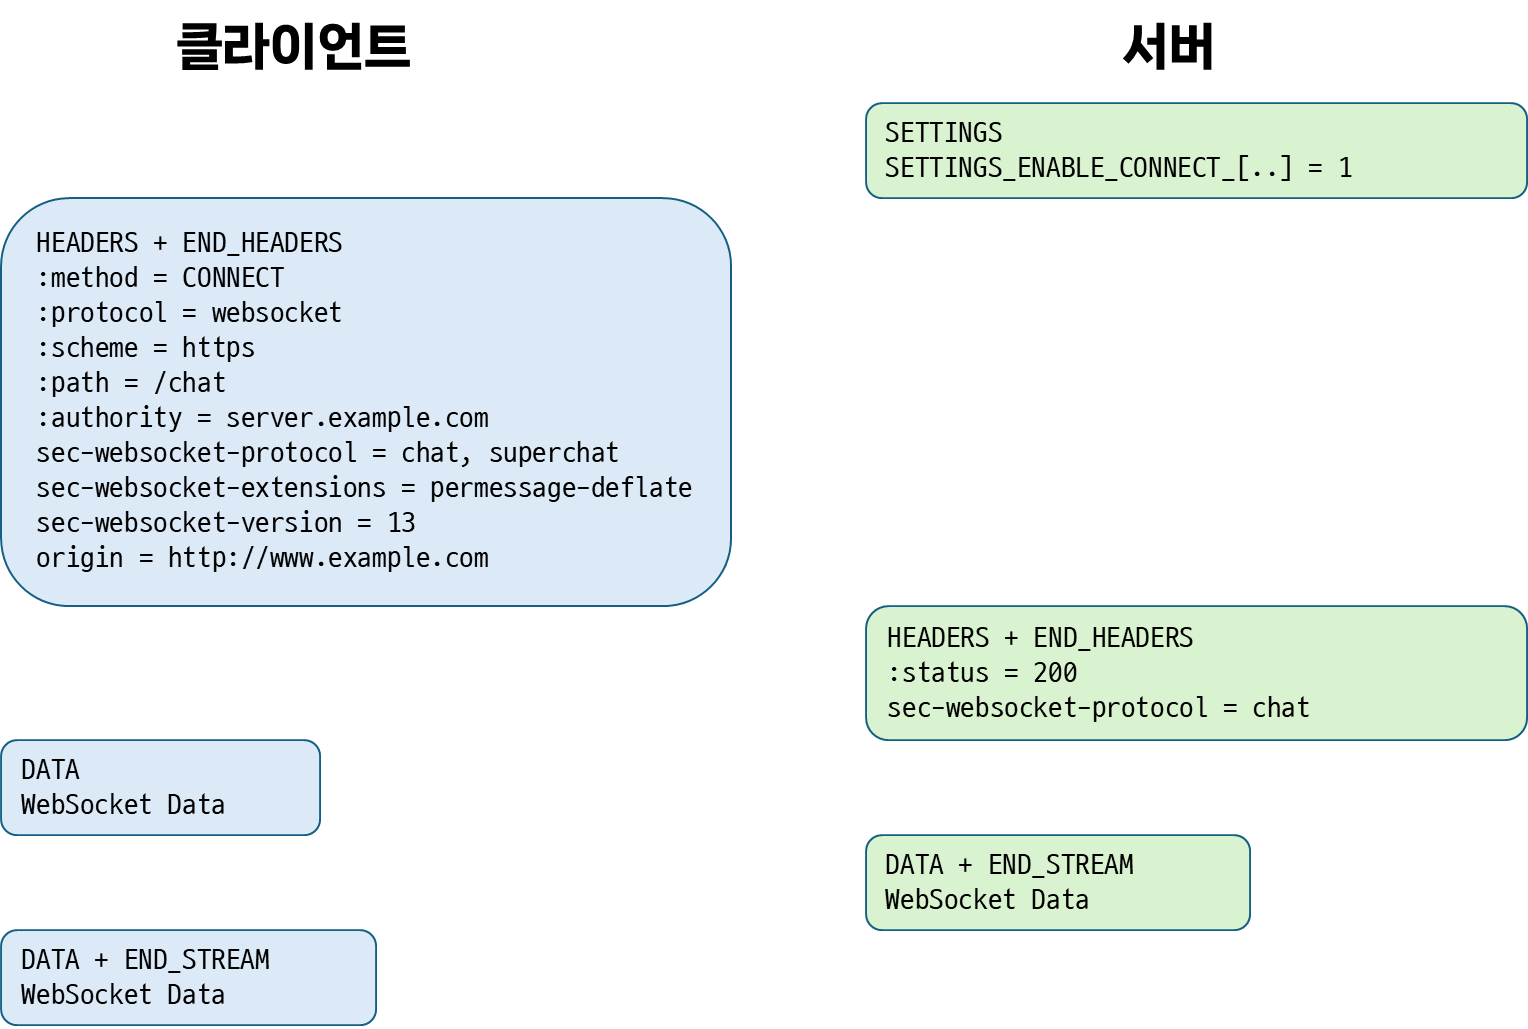 클라이언트
서버
SETTINGS
SETTINGS_ENABLE_CONNECT_[..] = 1
HEADERS + END_HEADERS
:method = CONNECT
:protocol = websocket
:scheme = https
:path = /chat
:authority = server.example.com
sec-websocket-protocol = chat, superchat
sec-websocket-extensions = permessage-deflate
sec-websocket-version = 13
origin = http://www.example.com
HEADERS + END_HEADERS
:status = 200
sec-websocket-protocol = chat
DATA
WebSocket Data
DATA + END_STREAM
WebSocket Data
DATA + END_STREAM
WebSocket Data